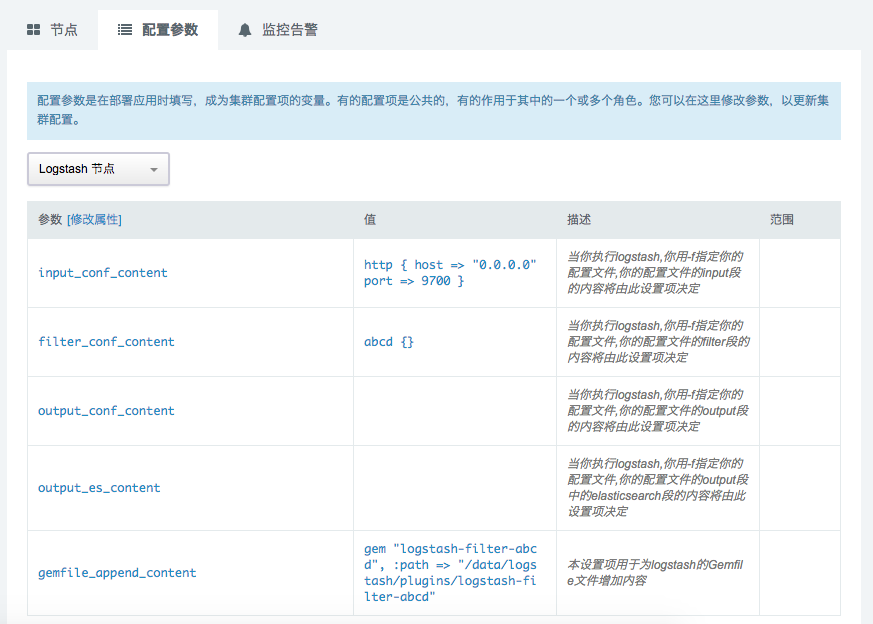 节点 配置参数 监控告警
配置参数是在部署应用时填写，成为集群配置项的变量。有的配置项是公共的，有的作用于其中的一个或多个角色。您可以在这里修改参数，以更新集
群配置。
Logstash 节点
参数 [修改属性] 值 描述 范围
input_conf_content
http { host => "0.0.0.0"
port => 9700 }
当你执行logstash,你用-f指定你的
配置文件,你的配置文件的input段
的内容将由此设置项决定
filter_conf_content
abcd {}
当你执行logstash,你用-f指定你的
配置文件,你的配置文件的filter段的
内容将由此设置项决定
output_conf_content
当你执行logstash,你用-f指定你的
配置文件,你的配置文件的output段
的内容将由此设置项决定
output_es_content
当你执行logstash,你用-f指定你的
配置文件,你的配置文件的output段
中的elasticsearch段的内容将由此
设置项决定
gemfile_append_content
gem "logstash-filter-abc
d", :path => "/data/logs
tash/plugins/logstash-fi
lter-abcd"
本设置项用于为logstash的Gemfil
e文件增加内容